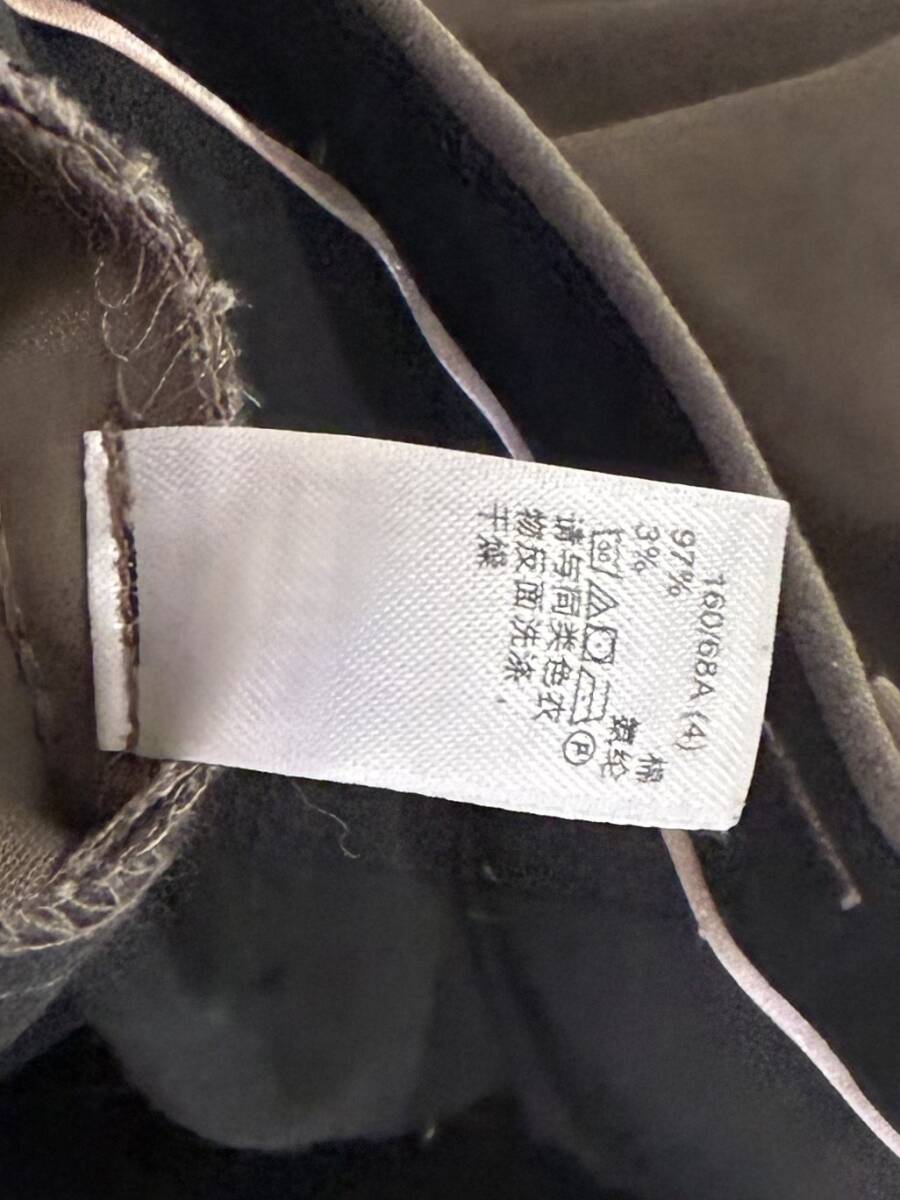 160/68A (4)
97% 棉
3% 氨纶
Ⓟ
请与同类色衣
物反面洗涤，
干燥